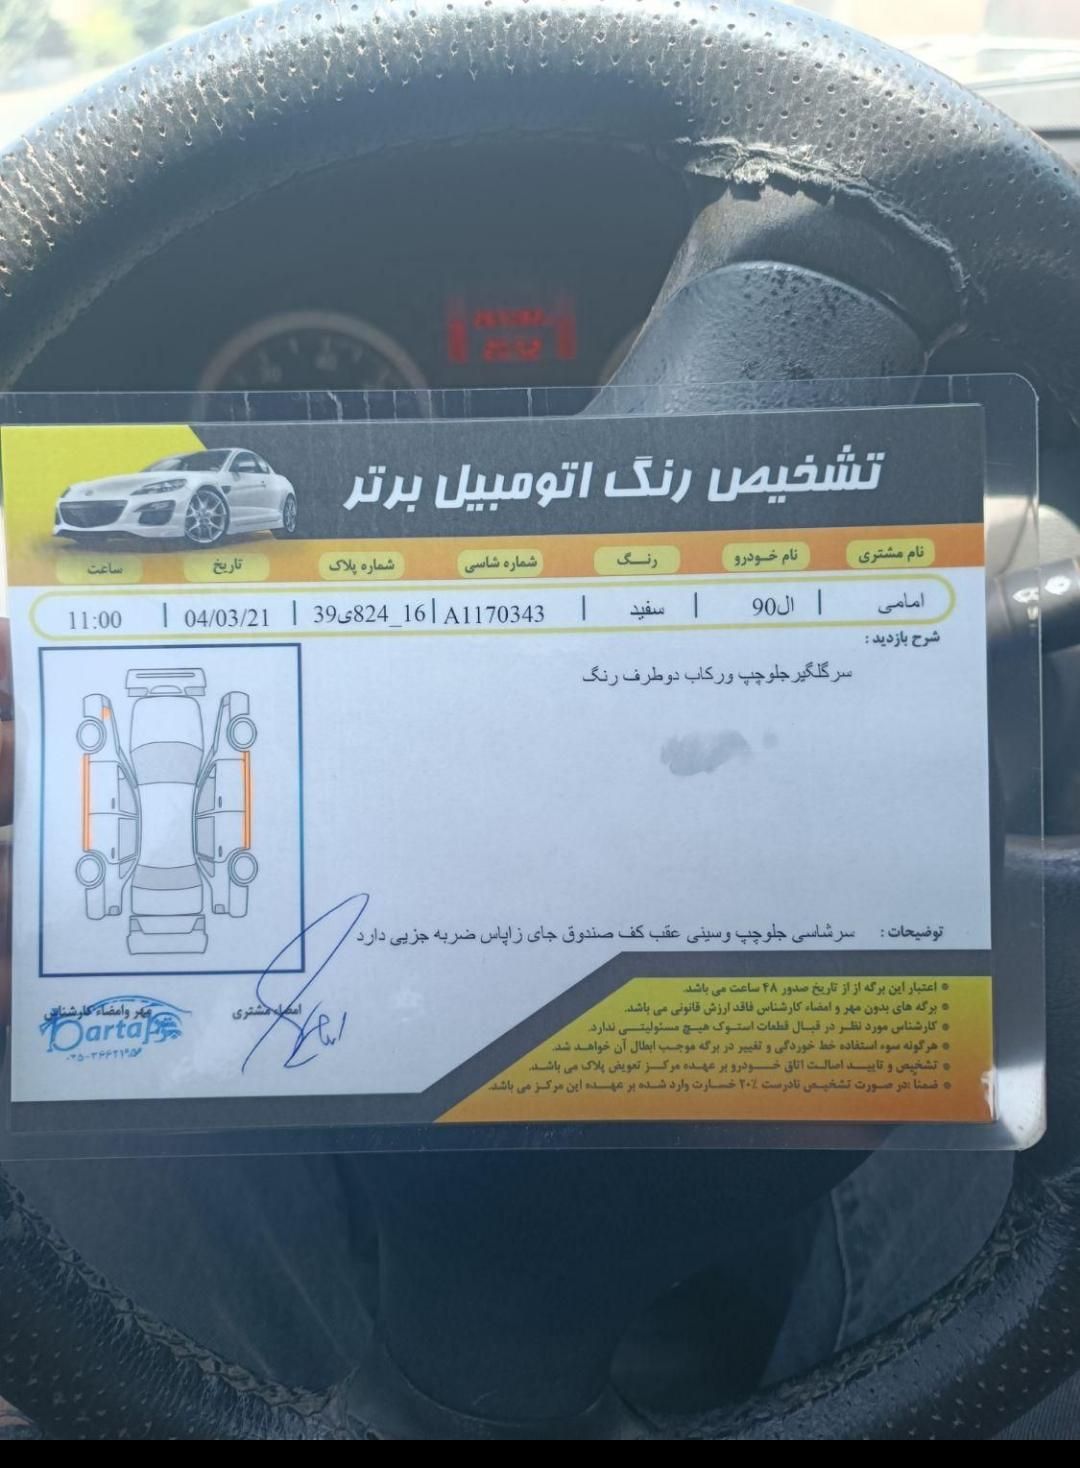 تشخیص رنگ اتومبیل برتر
نام مشتری نام خودرو رنگ شماره شاسی شماره پلاک تاریخ ساعت
امامی | ال90 | سفید | A1170343 | 39ی824_16 | 04/03/21 | 11:00
شرح بازدید :
سرگلگیرجلوچپ ورکاب دوطرف رنگ
توضیحات : سرشاسی جلوچپ وسینی عقب کف صندوق جای زاپاس ضربه جزیی دارد
امضاء مشتری
مهر وامضاء کارشناس
Bartar
● اعتبار این برگه از از تاریخ صدور ۴۸ ساعت می باشد.
● برگه های بدون مهر و امضاء کارشناس فاقد ارزش قانونی می باشد.
● کارشناس مورد نظر در قبال قطعات استوک هیچ مسئولیتی ندارد.
● هرگونه سوء استفاده خط خوردگی و تغییر در برگه موجب ابطال آن خواهد شد.
● تشخیص و تایید اصالت اتاق خودرو بر عهده مرکز تعویض پلاک می باشد.
● ضمنا :در صورت تشخیص نادرست ۲۰٪ خسارت وارد شده بر عهده این مرکز می باشد.